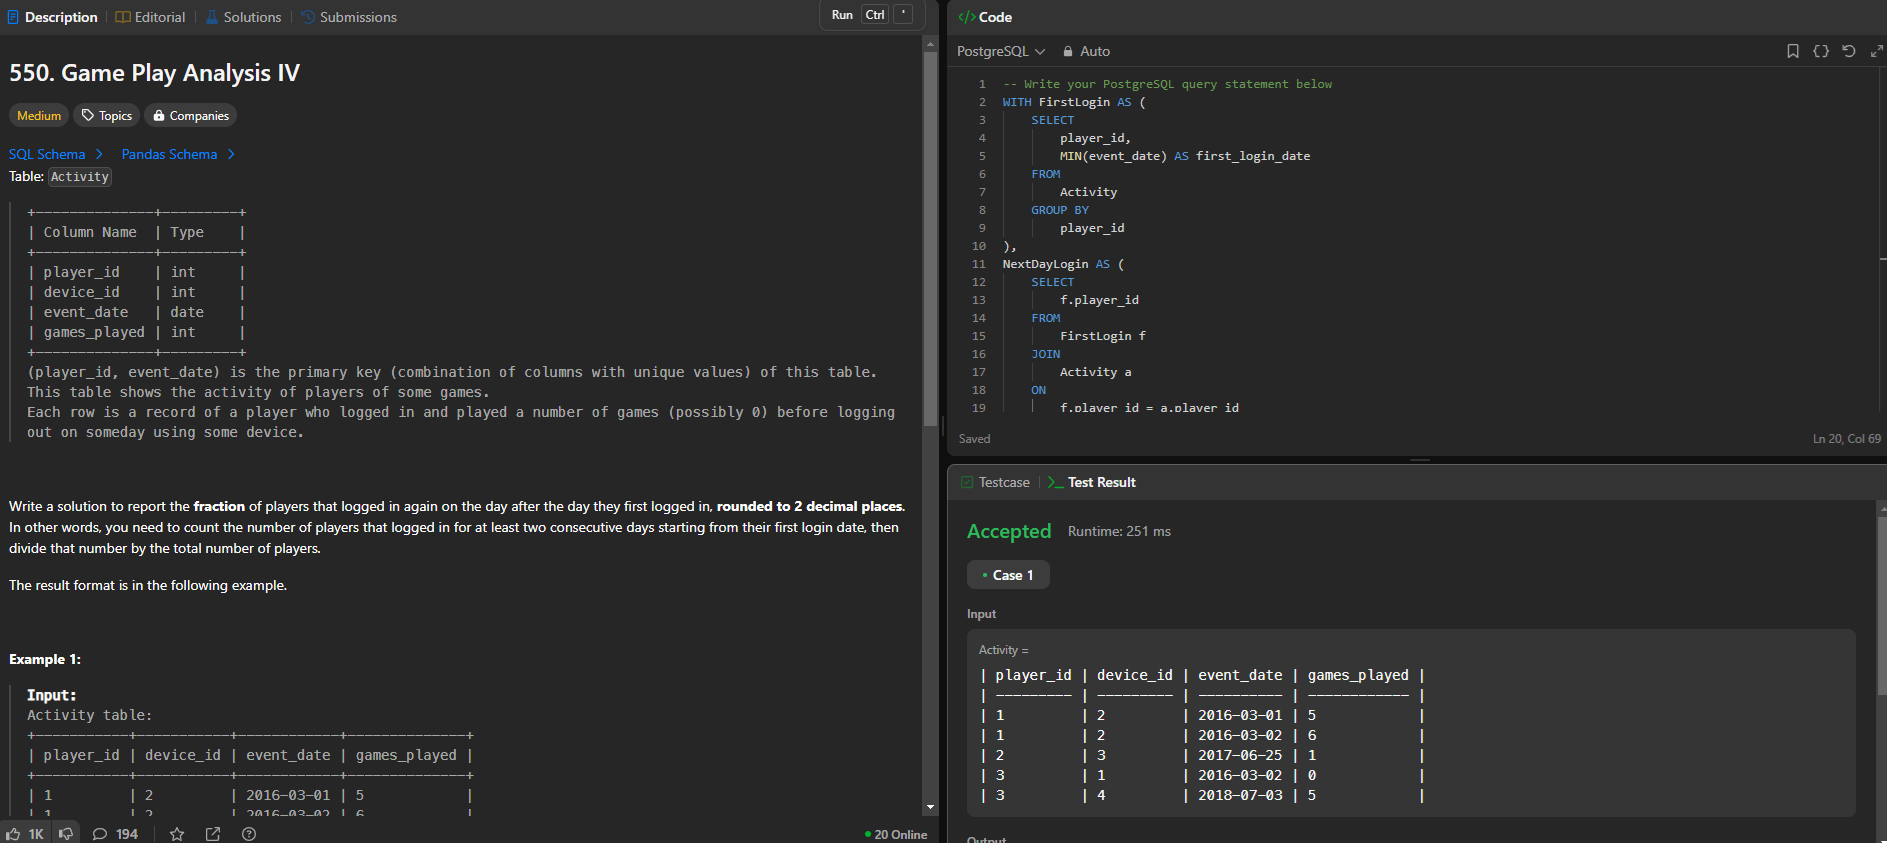 Description | Editorial | Solutions | Submissions
Run Ctrl '
550. Game Play Analysis IV
Medium Topics Companies
SQL Schema > Pandas Schema >
Table: Activity
+--------------+---------+
| Column Name  | Type    |
+--------------+---------+
| player_id    | int     |
| device_id    | int     |
| event_date   | date    |
| games_played | int     |
+--------------+---------+
(player_id, event_date) is the primary key (combination of columns with unique values) of this table.
This table shows the activity of players of some games.
Each row is a record of a player who logged in and played a number of games (possibly 0) before logging
out on someday using some device.
Write a solution to report the fraction of players that logged in again on the day after the day they first logged in, rounded to 2 decimal places.
In other words, you need to count the number of players that logged in for at least two consecutive days starting from their first login date, then
divide that number by the total number of players.
The result format is in the following example.
Example 1:
Input:
Activity table:
+-----------+-----------+------------+--------------+
| player_id | device_id | event_date | games_played |
+-----------+-----------+------------+--------------+
| 1         | 2         | 2016-03-01 | 5            |
| 1         | 2         | 2016-03-02 | 6            |
1K 194
20 Online
</> Code
PostgreSQL Auto
1 -- Write your PostgreSQL query statement below
2 WITH FirstLogin AS (
3 SELECT
4 player_id,
5 MIN(event_date) AS first_login_date
6 FROM
7 Activity
8 GROUP BY
9 player_id
10 ),
11 NextDayLogin AS (
12 SELECT
13 f.player_id
14 FROM
15 FirstLogin f
16 JOIN
17 Activity a
18 ON
19 f.player_id = a.player_id
Saved Ln 20, Col 69
Testcase | >_ Test Result
Accepted Runtime: 251 ms
• Case 1
Input
Activity =
| player_id | device_id | event_date | games_played |
| --------- | --------- | ---------- | ------------ |
| 1         | 2         | 2016-03-01 | 5            |
| 1         | 2         | 2016-03-02 | 6            |
| 2         | 3         | 2017-06-25 | 1            |
| 3         | 1         | 2016-03-02 | 0            |
| 3         | 4         | 2018-07-03 | 5            |
Output